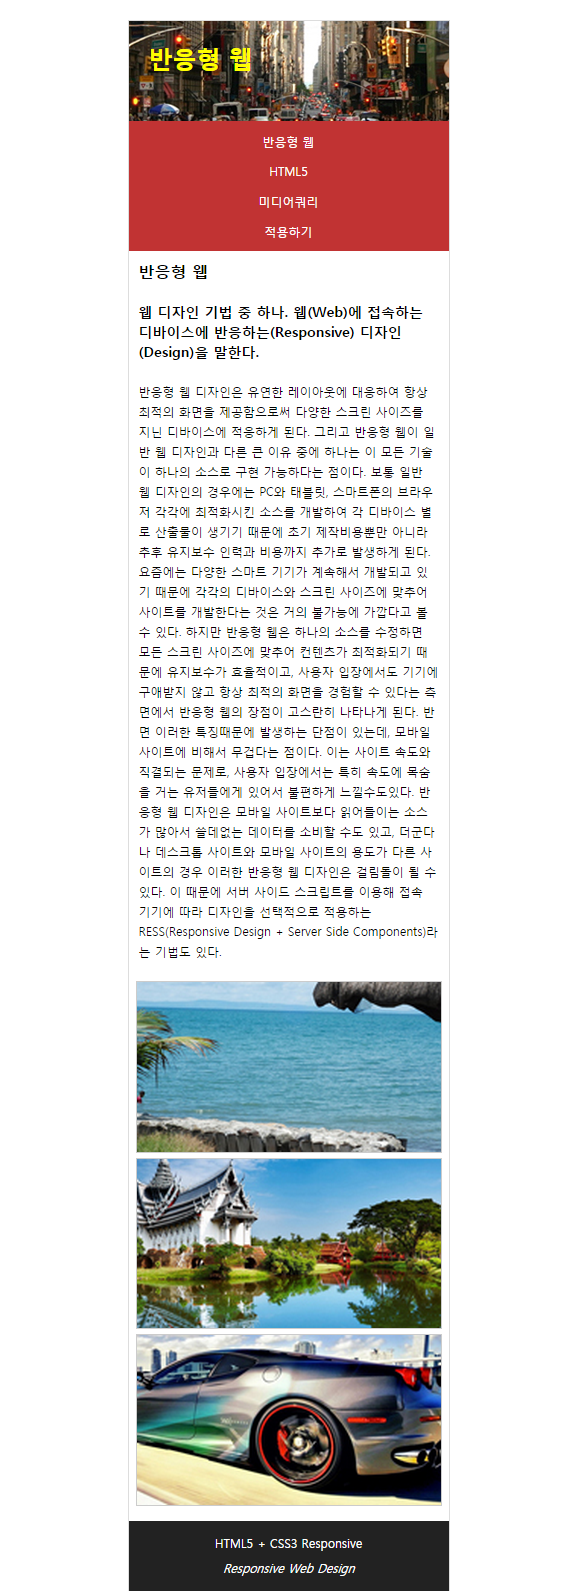 반응형 웹
반응형 웹
HTML5
미디어쿼리
적용하기
반응형 웹
웹 디자인 기법 중 하나. 웹(Web)에 접속하는
디바이스에 반응하는(Responsive) 디자인
(Design)을 말한다.
반응형 웹 디자인은 유연한 레이아웃에 대응하여 항상
최적의 화면을 제공함으로써 다양한 스크린 사이즈를
지닌 디바이스에 적응하게 된다. 그리고 반응형 웹이 일
반 웹 디자인과 다른 큰 이유 중에 하나는 이 모든 기술
이 하나의 소스로 구현 가능하다는 점이다. 보통 일반
웹 디자인의 경우에는 PC와 태블릿, 스마트폰의 브라우
저 각각에 최적화시킨 소스를 개발하여 각 디바이스 별
로 산출물이 생기기 때문에 초기 제작비용뿐만 아니라
추후 유지보수 인력과 비용까지 추가로 발생하게 된다.
요즘에는 다양한 스마트 기기가 계속해서 개발되고 있
기 때문에 각각의 디바이스와 스크린 사이즈에 맞추어
사이트를 개발한다는 것은 거의 불가능에 가깝다고 볼
수 있다. 하지만 반응형 웹은 하나의 소스를 수정하면
모든 스크린 사이즈에 맞추어 컨텐츠가 최적화되기 때
문에 유지보수가 효율적이고, 사용자 입장에서도 기기에
구애받지 않고 항상 최적의 화면을 경험할 수 있다는 측
면에서 반응형 웹의 장점이 고스란히 나타나게 된다. 반
면 이러한 특징때문에 발생하는 단점이 있는데, 모바일
사이트에 비해서 무겁다는 점이다. 이는 사이트 속도와
직결되는 문제로, 사용자 입장에서는 특히 속도에 목숨
을 거는 유저들에게 있어서 불편하게 느낄수도있다. 반
응형 웹 디자인은 모바일 사이트보다 읽어들이는 소스
가 많아서 쓸데없는 데이터를 소비할 수도 있고, 더군다
나 데스크톱 사이트와 모바일 사이트의 용도가 다른 사
이트의 경우 이러한 반응형 웹 디자인은 걸림돌이 될 수
있다. 이 때문에 서버 사이드 스크립트를 이용해 접속
기기에 따라 디자인을 선택적으로 적용하는
RESS(Responsive Design + Server Side Components)라
는 기법도 있다.
HTML5 + CSS3 Responsive
Responsive Web Design